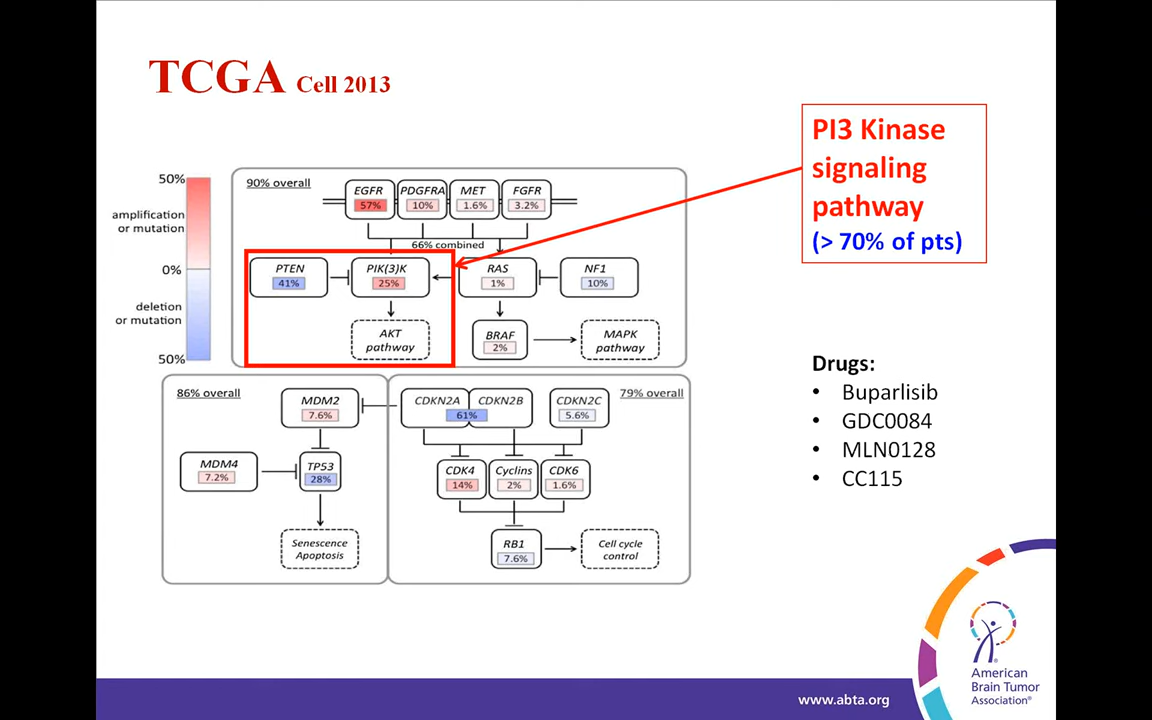 TCGA Cell 2013
PI3 Kinase
signaling
pathway
(> 70% of pts)
50%
amplification
or mutation
0%
deletion
or mutation
50%
90% overall
EGFR
57%
PDGFRA
10%
MET
1.6%
FGFR
3.2%
66% combined
PTEN
41%
PIK(3)K
25%
RAS
1%
NF1
10%
AKT
pathway
BRAF
2%
MAPK
pathway
86% overall
MDM2
7.6%
MDM4
7.2%
TP53
28%
Senescence
Apoptosis
79% overall
CDKN2A
CDKN2B
61%
CDKN2C
5.6%
CDK4
14%
Cyclins
2%
CDK6
1.6%
RB1
7.6%
Cell cycle
control
Drugs:
• Buparlisib
• GDC0084
• MLN0128
• CC115
www.abta.org
American
Brain Tumor
Association®